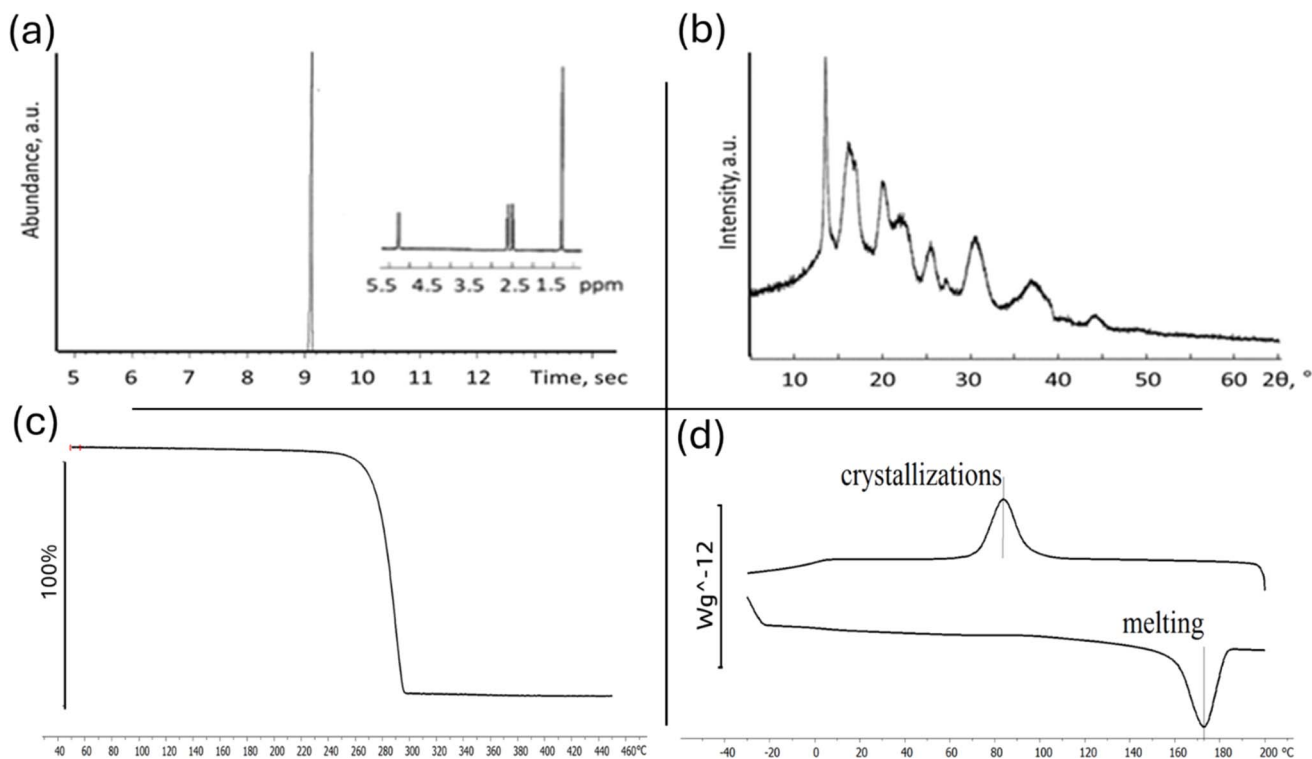 (a)
Abundance, a.u.
5.5 4.5 3.5 2.5 1.5 ppm
5 6 7 8 9 10 11 12 Time, sec
(b)
Intensity, a.u.
10 20 30 40 50 60 2θ, °
(c)
100%
40 60 80 100 120 140 160 180 200 220 240 260 280 300 320 340 360 380 400 420 440 460°C
(d)
crystallizations
Wg^-12
melting
-40 -20 0 20 40 60 80 100 120 140 160 180 200 °C